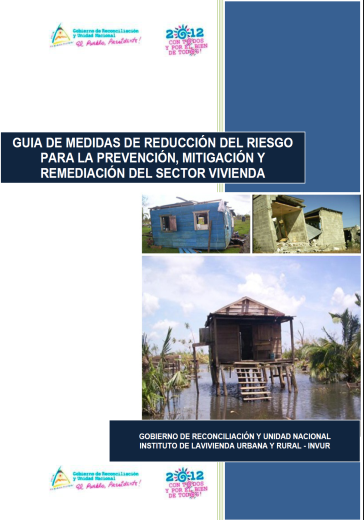 Gobierno de Reconciliación
y Unidad Nacional
El Pueblo, Presidente!
2012
CON TODOS
Y POR EL BIEN
DE TODOS!
GUIA DE MEDIDAS DE REDUCCIÓN DEL RIESGO
PARA LA PREVENCIÓN, MITIGACIÓN Y
REMEDIACIÓN DEL SECTOR VIVIENDA
GOBIERNO DE RECONCILIACIÓN Y UNIDAD NACIONAL
INSTITUTO DE LAVIVIENDA URBANA Y RURAL - INVUR
Gobierno de Reconciliación
y Unidad Nacional
El Pueblo, Presidente!
2012
CON TODOS
Y POR EL BIEN
DE TODOS!